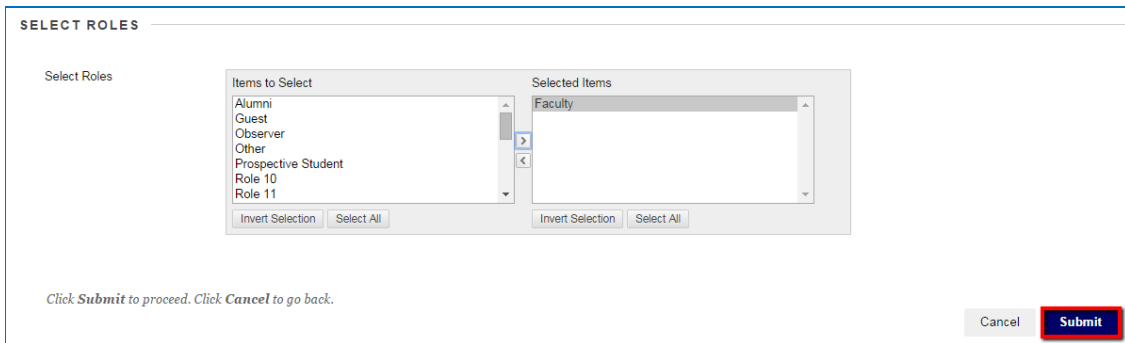 SELECT ROLES
Select Roles
Items to Select
Alumni
Guest
Observer
Other
Prospective Student
Role 10
Role 11
Invert Selection Select All
>
<
Selected Items
Faculty
Invert Selection Select All
Click Submit to proceed. Click Cancel to go back.
Cancel Submit